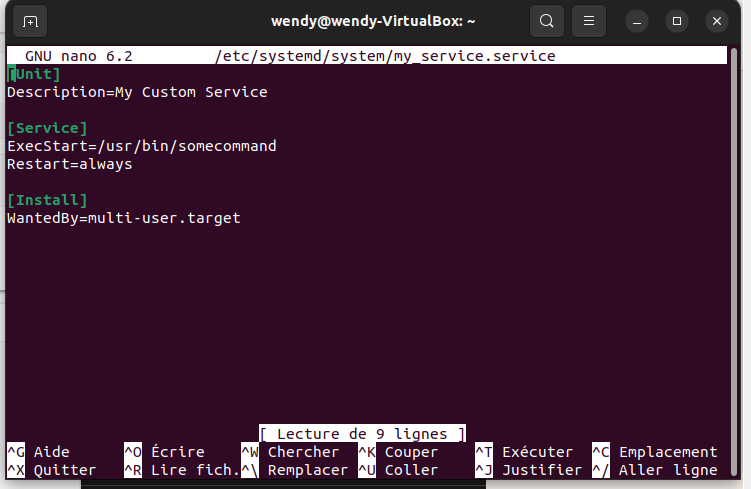 wendy@wendy-VirtualBox: ~
GNU nano 6.2 /etc/systemd/system/my_service.service
[Unit]
Description=My Custom Service
[Service]
ExecStart=/usr/bin/somecommand
Restart=always
[Install]
WantedBy=multi-user.target
[ Lecture de 9 lignes ]
^G Aide ^O Écrire ^W Chercher ^K Couper ^T Exécuter ^C Emplacement
^X Quitter ^R Lire fich. ^\ Remplacer ^U Coller ^J Justifier ^/ Aller ligne